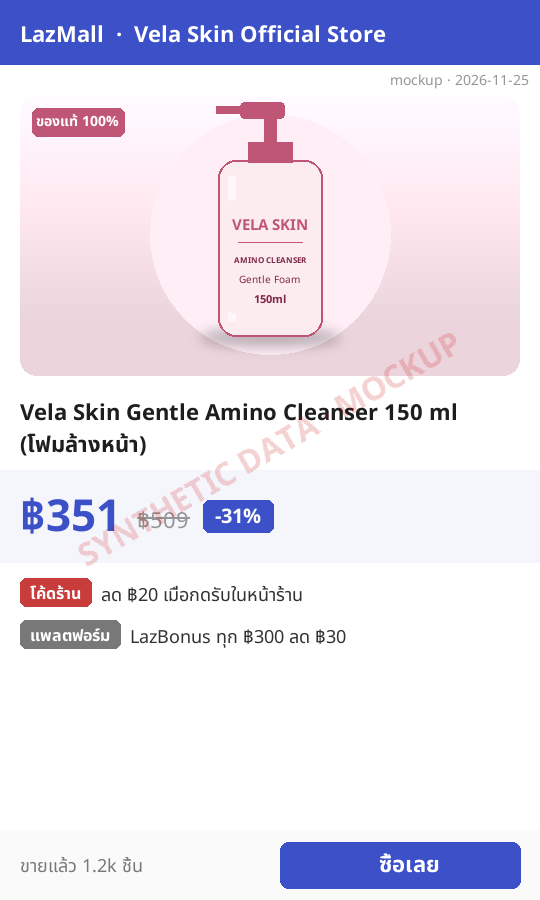 LazMall · Vela Skin Official Store
mockup · 2026-11-25
ของแท้ 100%
VELA SKIN
AMINO CLEANSER
Gentle Foam
150ml
Vela Skin Gentle Amino Cleanser 150 ml
(โฟมล้างหน้า)
฿351 ฿509 -31%
SYNTHETIC DATA · MOCKUP
โค้ดร้าน ลด ฿20 เมื่อกดรับในหน้าร้าน
แพลตฟอร์ม LazBonus ทุก ฿300 ลด ฿30
ขายแล้ว 1.2k ชิ้น
ซื้อเลย